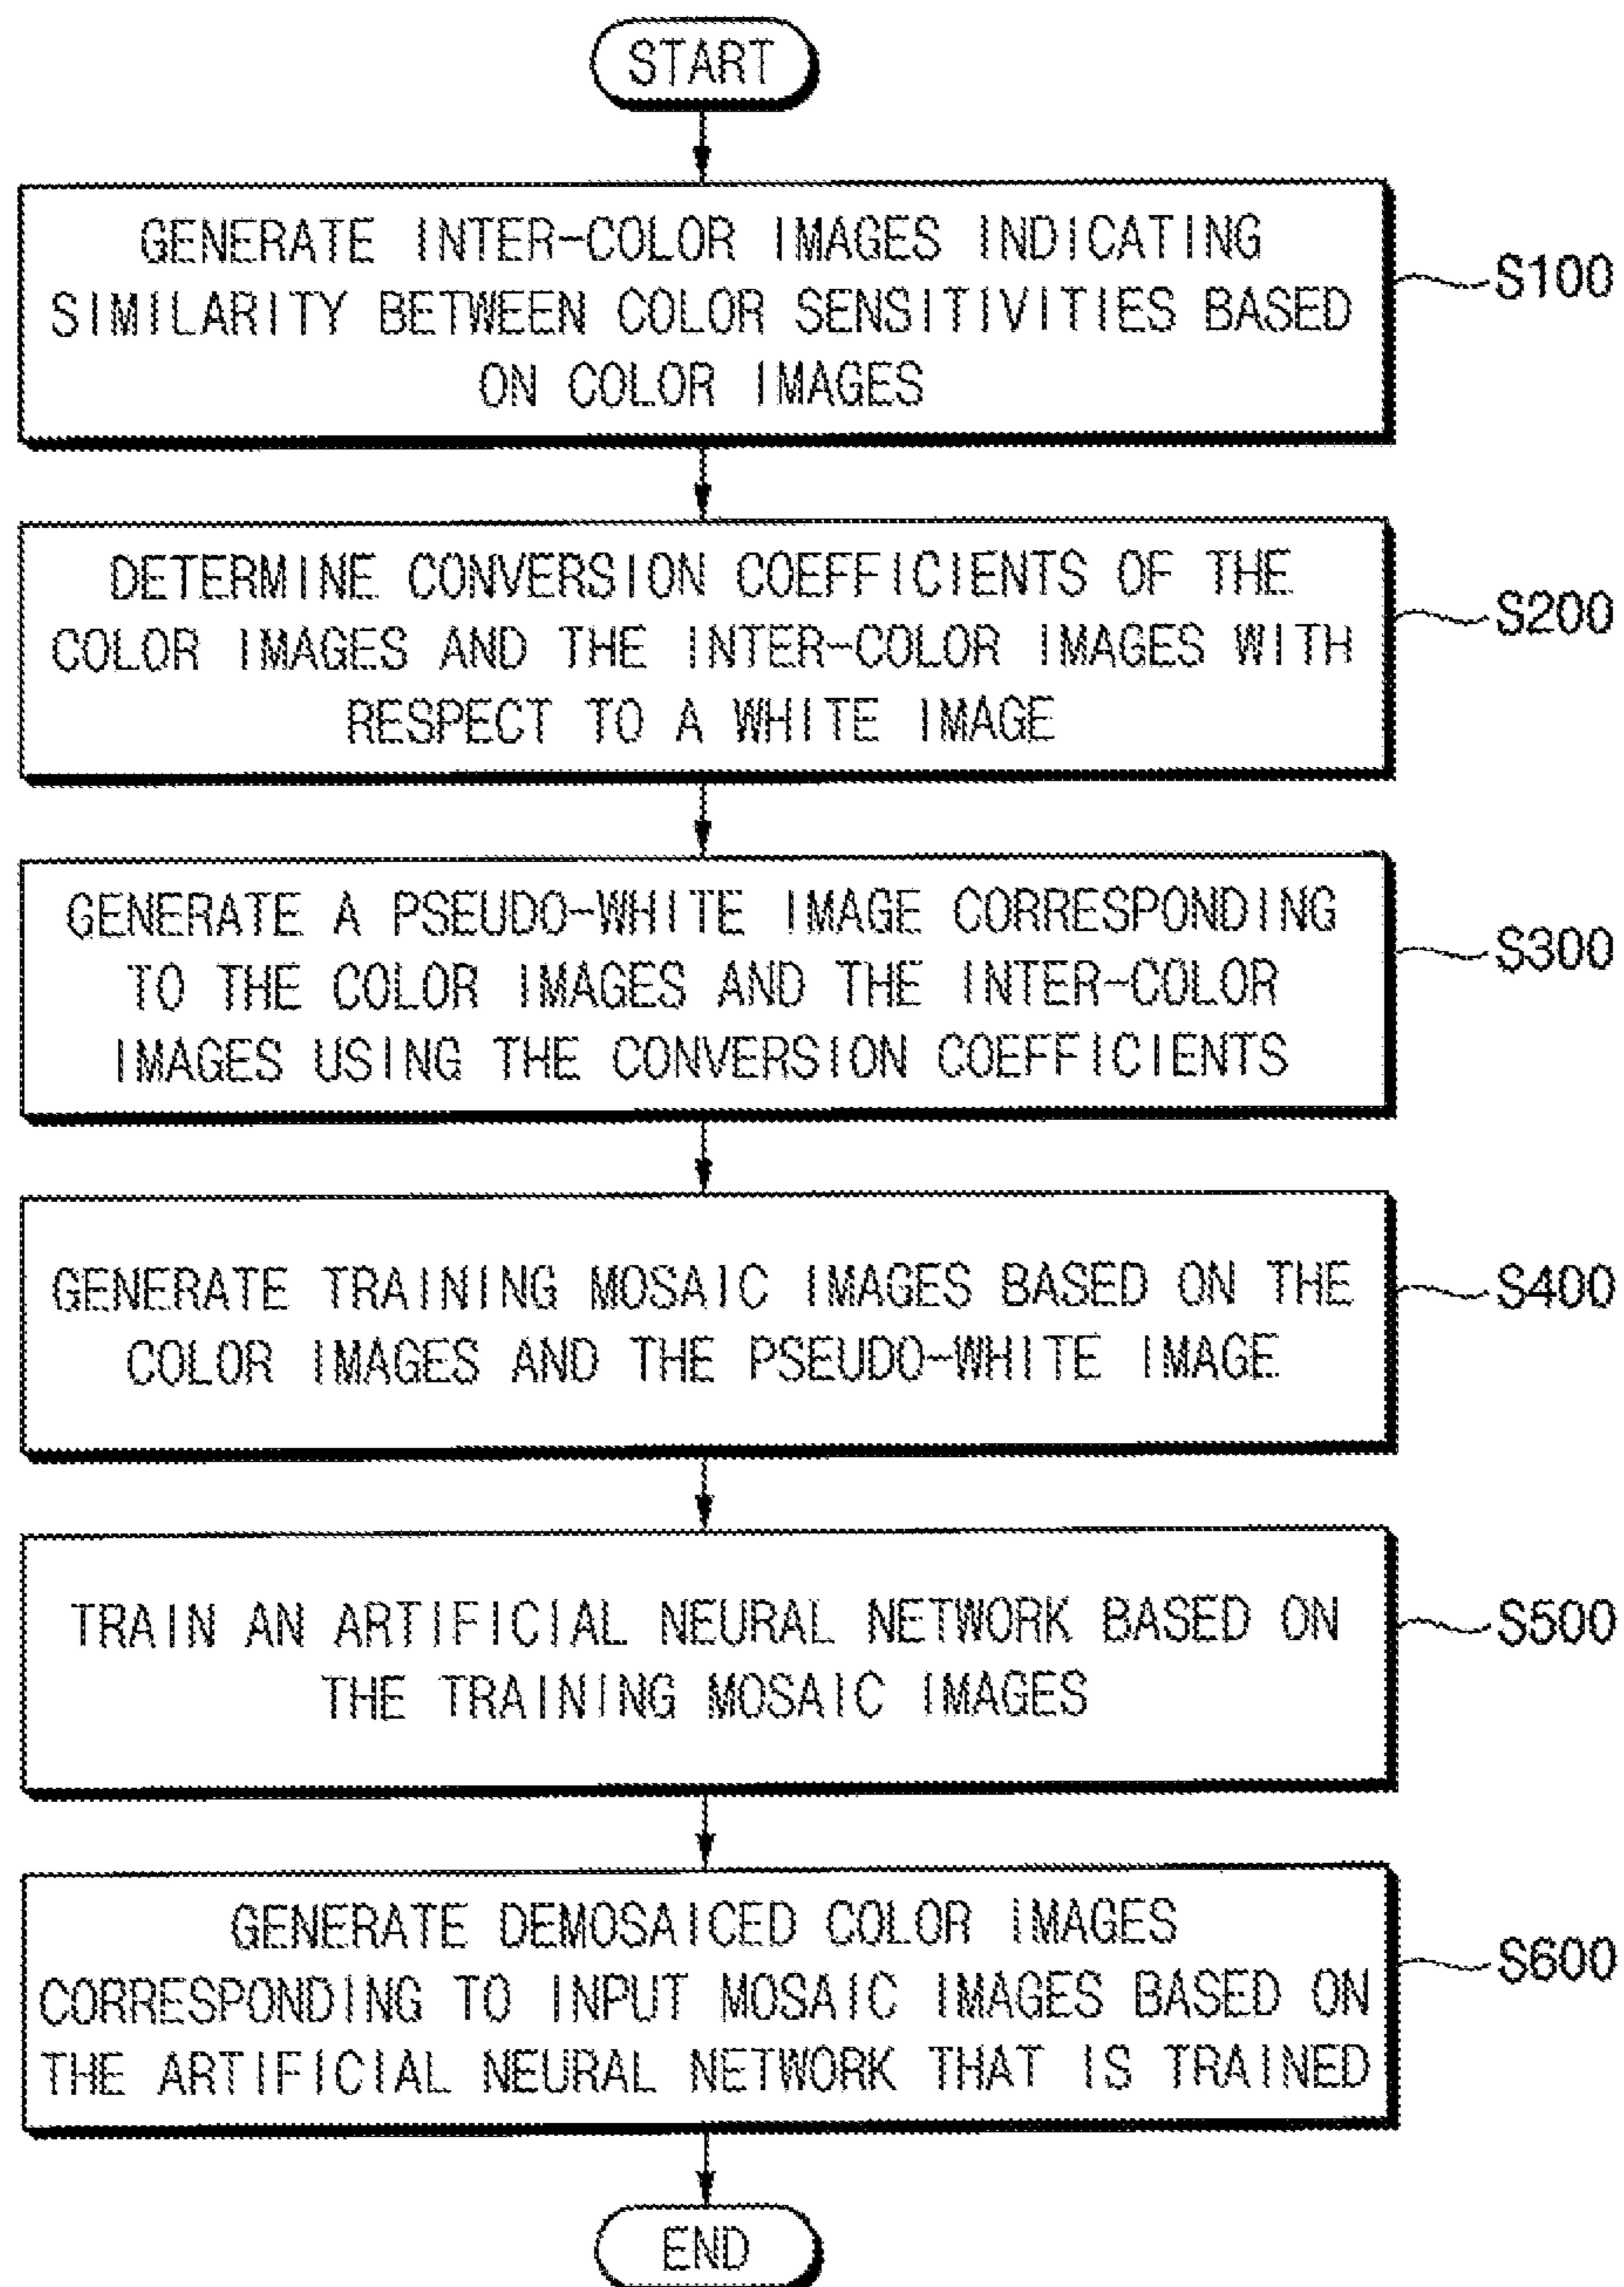 START
GENERATE INTER-COLOR IMAGES INDICATING
SIMILARITY BETWEEN COLOR SENSITIVITIES BASED
ON COLOR IMAGES
S100
DETERMINE CONVERSION COEFFICIENTS OF THE
COLOR IMAGES AND THE INTER-COLOR IMAGES WITH
RESPECT TO A WHITE IMAGE
S200
GENERATE A PSEUDO-WHITE IMAGE CORRESPONDING
TO THE COLOR IMAGES AND THE INTER-COLOR
IMAGES USING THE CONVERSION COEFFICIENTS
S300
GENERATE TRAINING MOSAIC IMAGES BASED ON THE
COLOR IMAGES AND THE PSEUDO-WHITE IMAGE
S400
TRAIN AN ARTIFICIAL NEURAL NETWORK BASED ON
THE TRAINING MOSAIC IMAGES
S500
GENERATE DEMOSAICED COLOR IMAGES
CORRESPONDING TO INPUT MOSAIC IMAGES BASED ON
THE ARTIFICIAL NEURAL NETWORK THAT IS TRAINED
S600
END